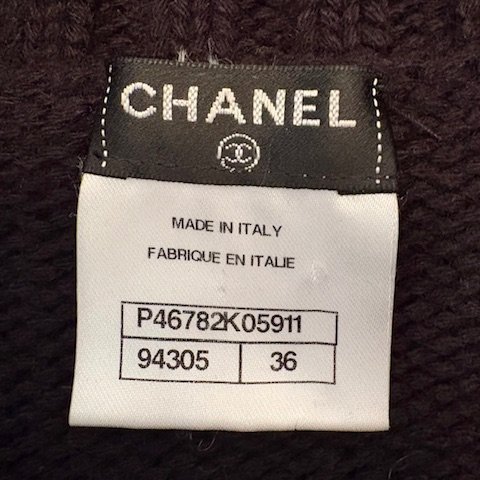 CHANEL
MADE IN ITALY
FABRIQUE EN ITALIE
P46782K05911
94305 36